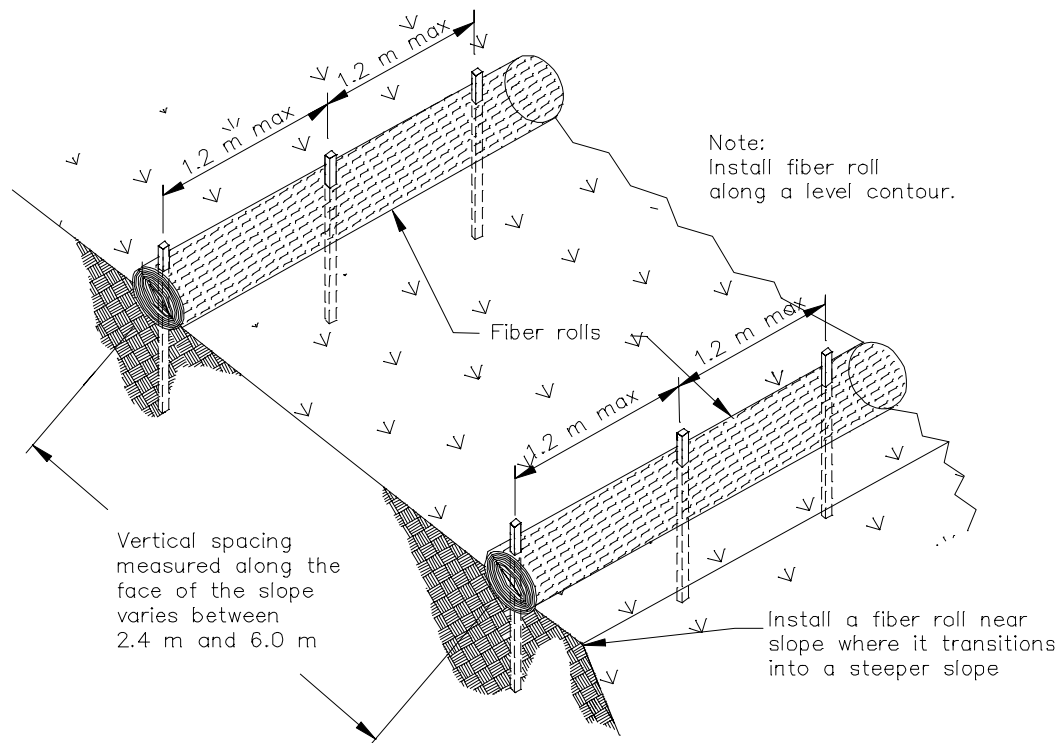 1.2 m max
1.2 m max
Note:
Install fiber roll
along a level contour.
Fiber rolls
1.2 m max
1.2 m max
Vertical spacing
measured along the
face of the slope
varies between
2.4 m and 6.0 m
Install a fiber roll near
slope where it transitions
into a steeper slope